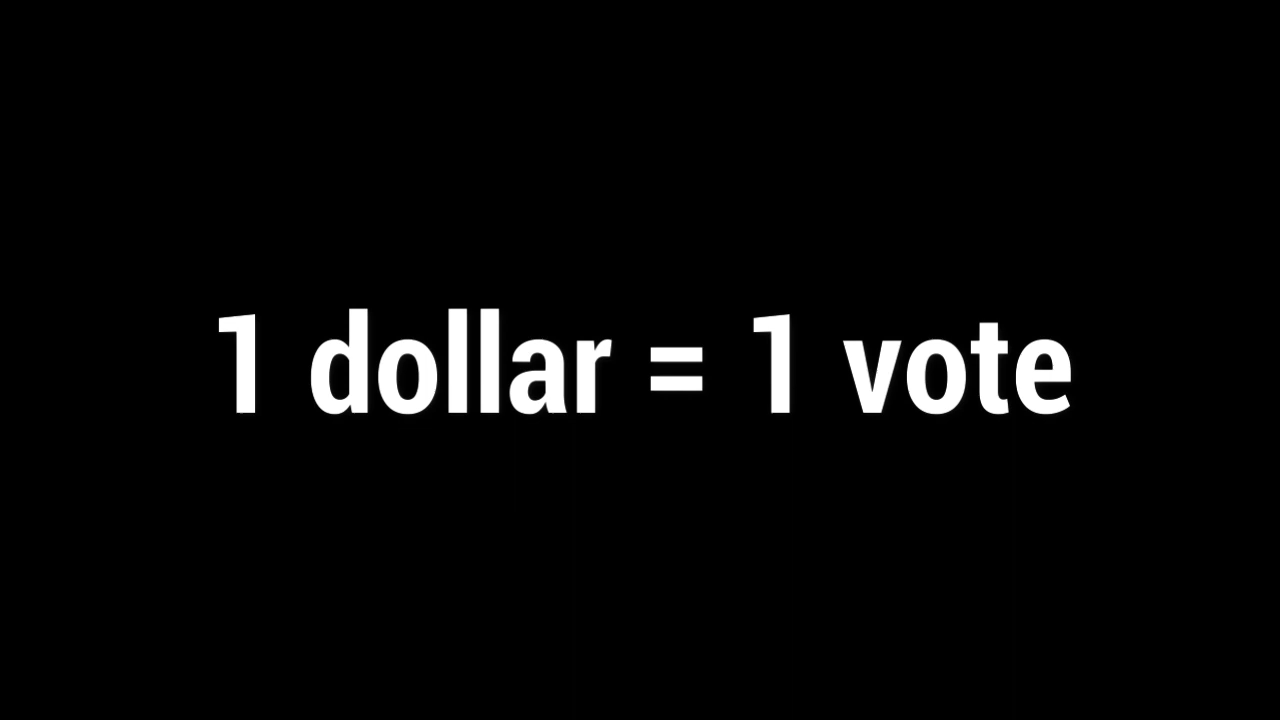 1 dollar = 1 vote